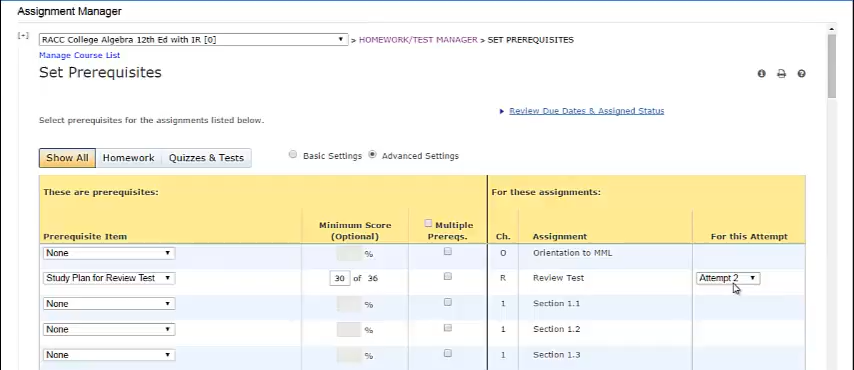 Assignment Manager
[+] RACC College Algebra 12th Ed with IR [0] > HOMEWORK/TEST MANAGER > SET PREREQUISITES
Manage Course List
Set Prerequisites
Review Due Dates & Assigned Status
Select prerequisites for the assignments listed below.
Show All Homework Quizzes & Tests Basic Settings Advanced Settings
These are prerequisites: For these assignments:
Minimum Score Multiple
Prerequisite Item (Optional) Prereqs. Ch. Assignment For this Attempt
None % O Orientation to MML
Study Plan for Review Test 30 of 36 R Review Test Attempt 2
None % 1 Section 1.1
None % 1 Section 1.2
None % 1 Section 1.3